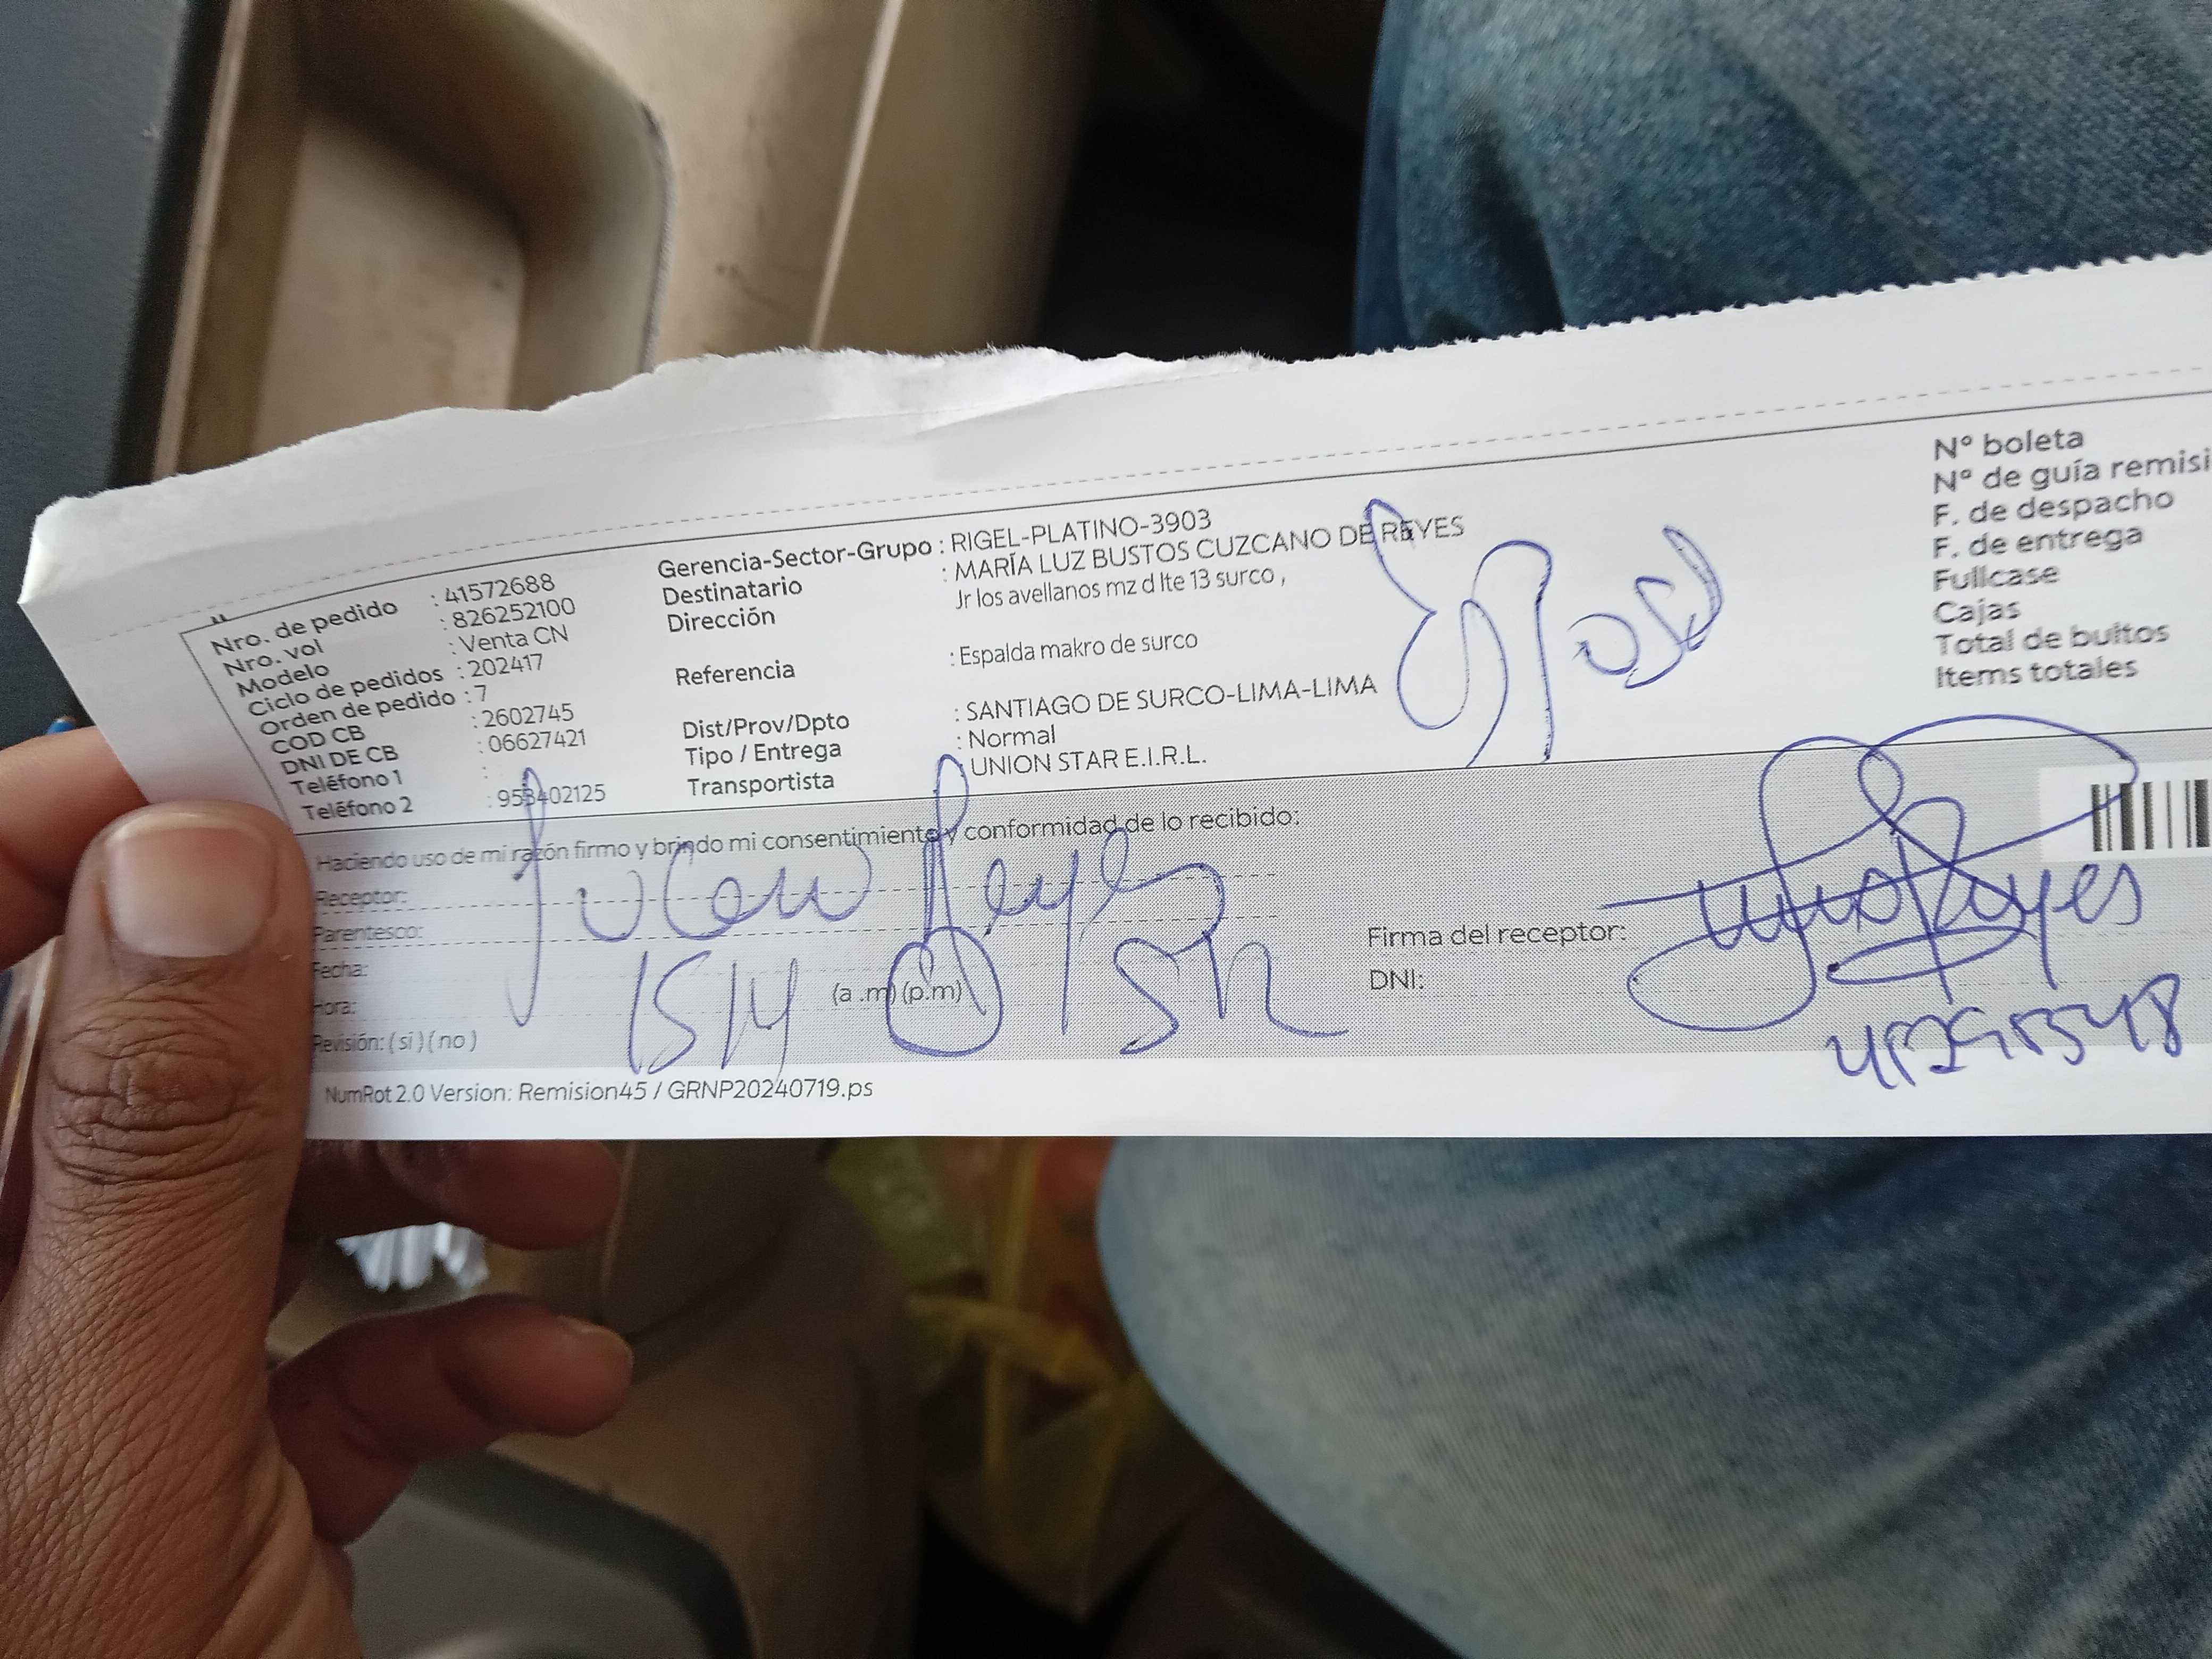 Nro. de pedido : 41572688
Nro. vol : 826252100
Modelo : Venta CN
Ciclo de pedidos : 202417
Orden de pedido : 7
COD CB : 2602745
DNI DE CB : 06627421
Teléfono 1 :
Teléfono 2 : 953402125
Gerencia-Sector-Grupo : RIGEL-PLATINO-3903
Destinatario : MARÍA LUZ BUSTOS CUZCANO DE REYES
Dirección Jr los avellanos mz d lte 13 surco ,
Referencia : Espalda makro de surco
Dist/Prov/Dpto : SANTIAGO DE SURCO-LIMA-LIMA
Tipo / Entrega : Normal
Transportista UNION STAR E.I.R.L.
N° boleta
N° de guía remisi
F. de despacho
F. de entrega
Fullcase
Cajas
Total de bultos
Items totales
Haciendo uso de mi razón firmo y brindo mi consentimiento y conformidad de lo recibido:
Receptor:
Reyes
Parentesco:
Fecha:
Hora: (a .m) (p.m)
Revisión: ( si ) ( no )
Firma del receptor:
Reyes
DNI:
NumRot 2.0 Version: Remision45 / GRNP20240719.ps